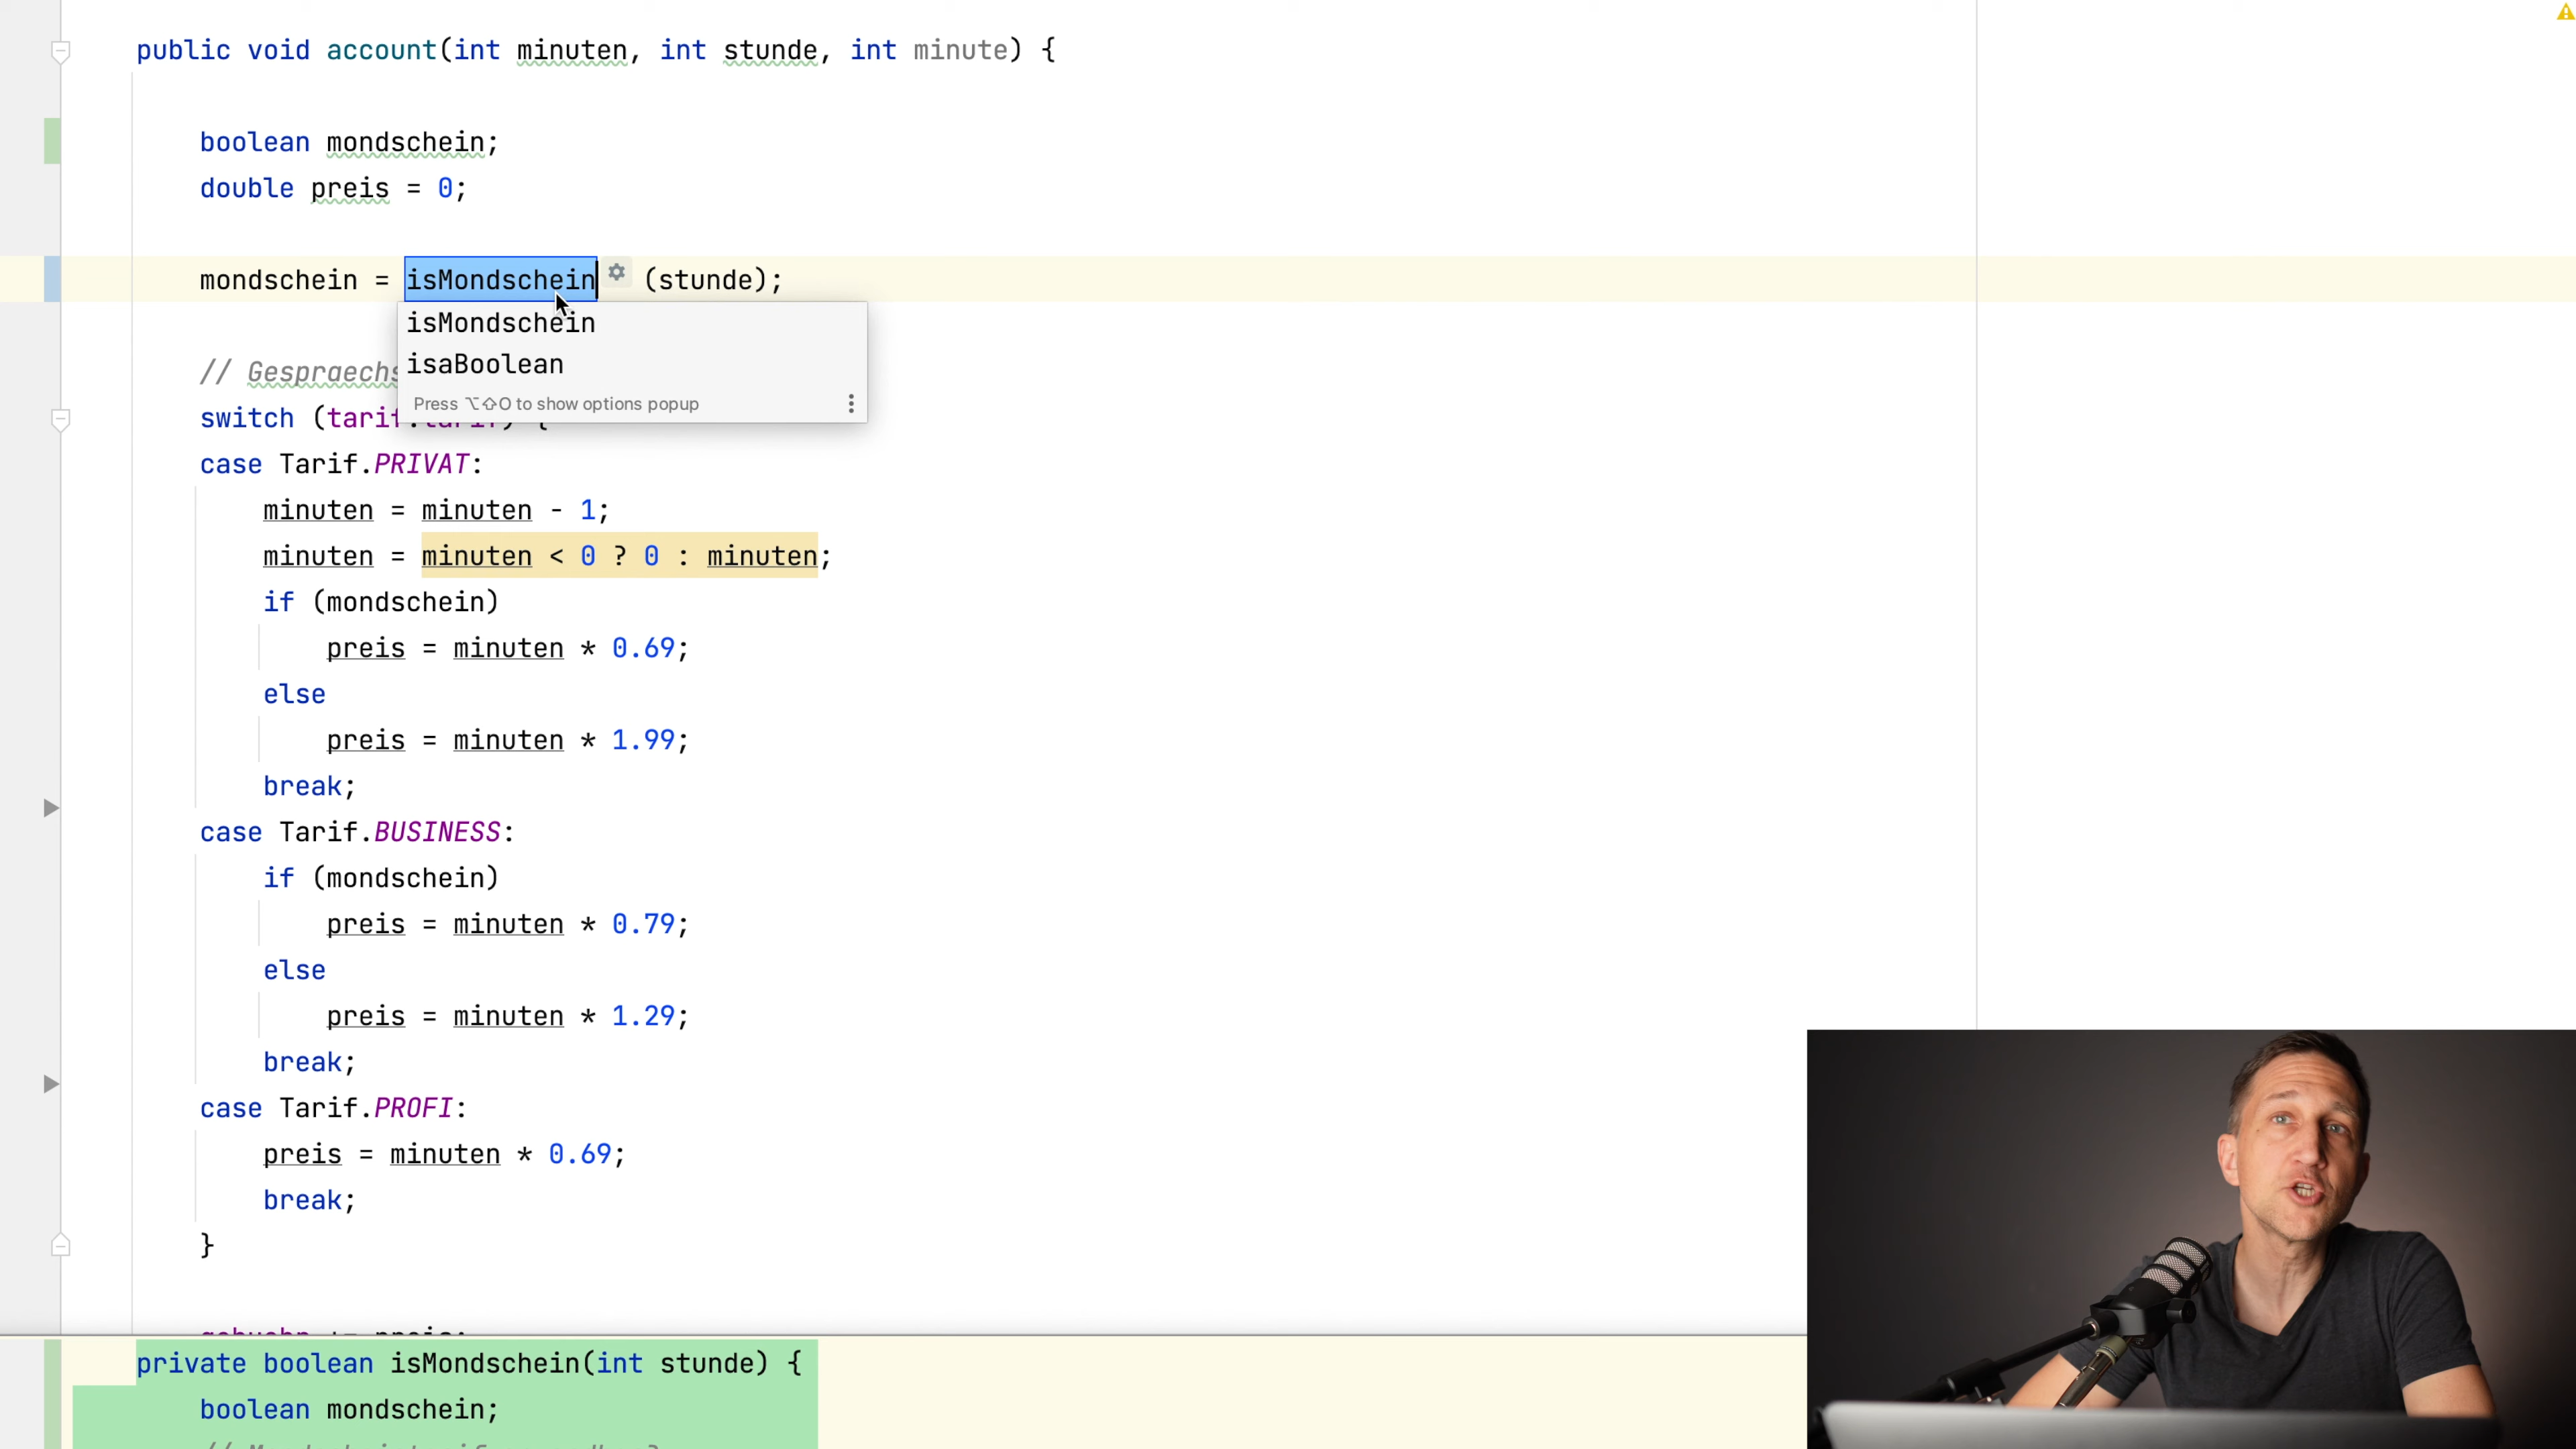 public void account(int minuten, int stunde, int minute) {
boolean mondschein;
double preis = 0;
mondschein = isMondschein (stunde);
isMondschein
isaBoolean
Press ⌥⇧O to show options popup
// Gespraechs
switch (tarif.tarif) {
case Tarif.PRIVAT:
minuten = minuten - 1;
minuten = minuten < 0 ? 0 : minuten;
if (mondschein)
preis = minuten * 0.69;
else
preis = minuten * 1.99;
break;
case Tarif.BUSINESS:
if (mondschein)
preis = minuten * 0.79;
else
preis = minuten * 1.29;
break;
case Tarif.PROFI:
preis = minuten * 0.69;
break;
}
private boolean isMondschein(int stunde) {
boolean mondschein;